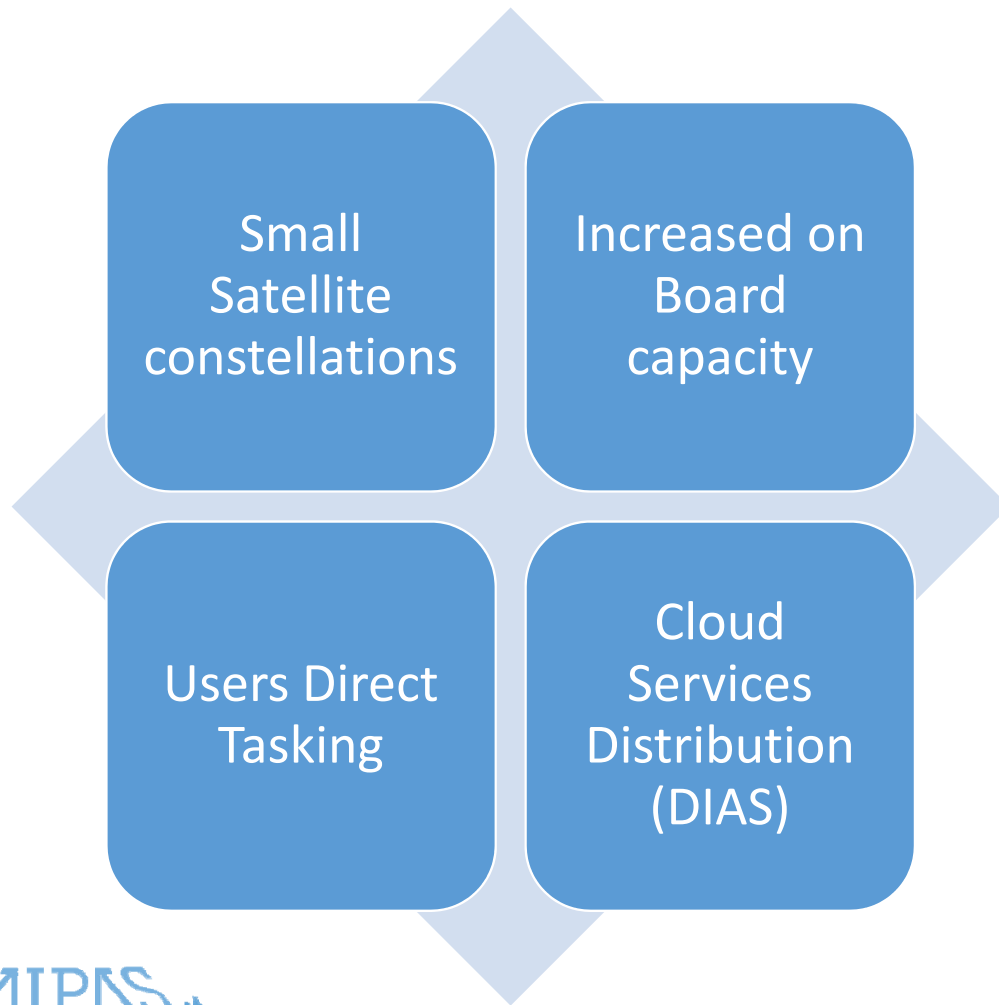 Small
Satellite
constellations
Increased on
Board
capacity
Users Direct
Tasking
Cloud
Services
Distribution
(DIAS)